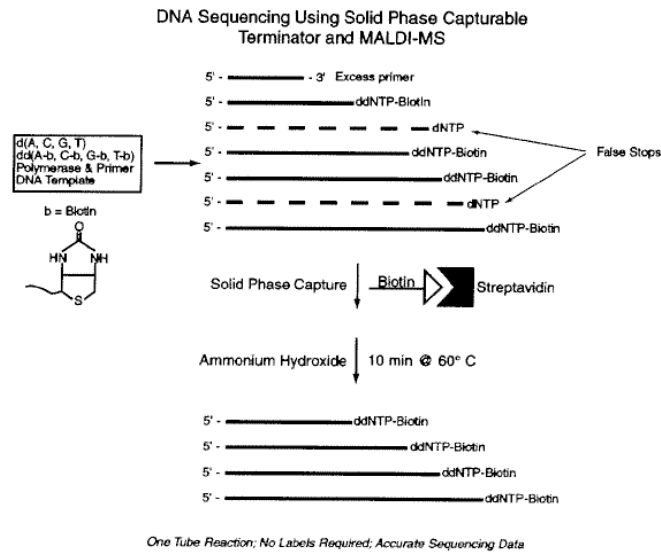 DNA Sequencing Using Solid Phase Capturable
Terminator and MALDI-MS
5' - - 3' Excess primer
ddNTP-Biotin
5' -
5' - dNTP
5' - ddNTP-Biotin
False Stops
5' - ddNTP-Biotin
5' - dNTP
5' - ddNTP-Biotin
d(A, C, G, T)
dd(A-b, C-b, G-b, T-b)
Polymerase & Primer
DNA Template
b = Biotin
O
HN NH
S
Solid Phase Capture Biotin Streptavidin
Ammonium Hydroxide 10 min @ 60° C
5' - ddNTP-Biotin
5' - ddNTP-Biotin
5' - ddNTP-Biotin
5' - ddNTP-Biotin
One Tube Reaction; No Labels Required; Accurate Sequencing Data